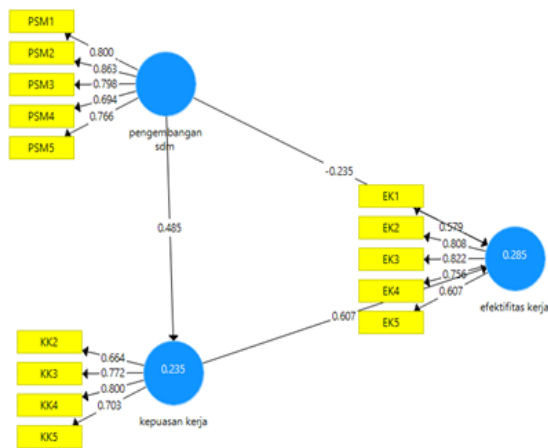 PSM1
PSM2
PSM3
PSM4
PSM5
0.800
0.863
0.798
0.694
0.766
pengembangan
sdm
-0.235
0.485
EK1
EK2
EK3
EK4
EK5
0.579
0.808
0.822
0.756
0.607
0.285
efektifitas kerja
0.607
KK2
KK3
KK4
KK5
0.664
0.772
0.800
0.703
0.235
kepuasan kerja